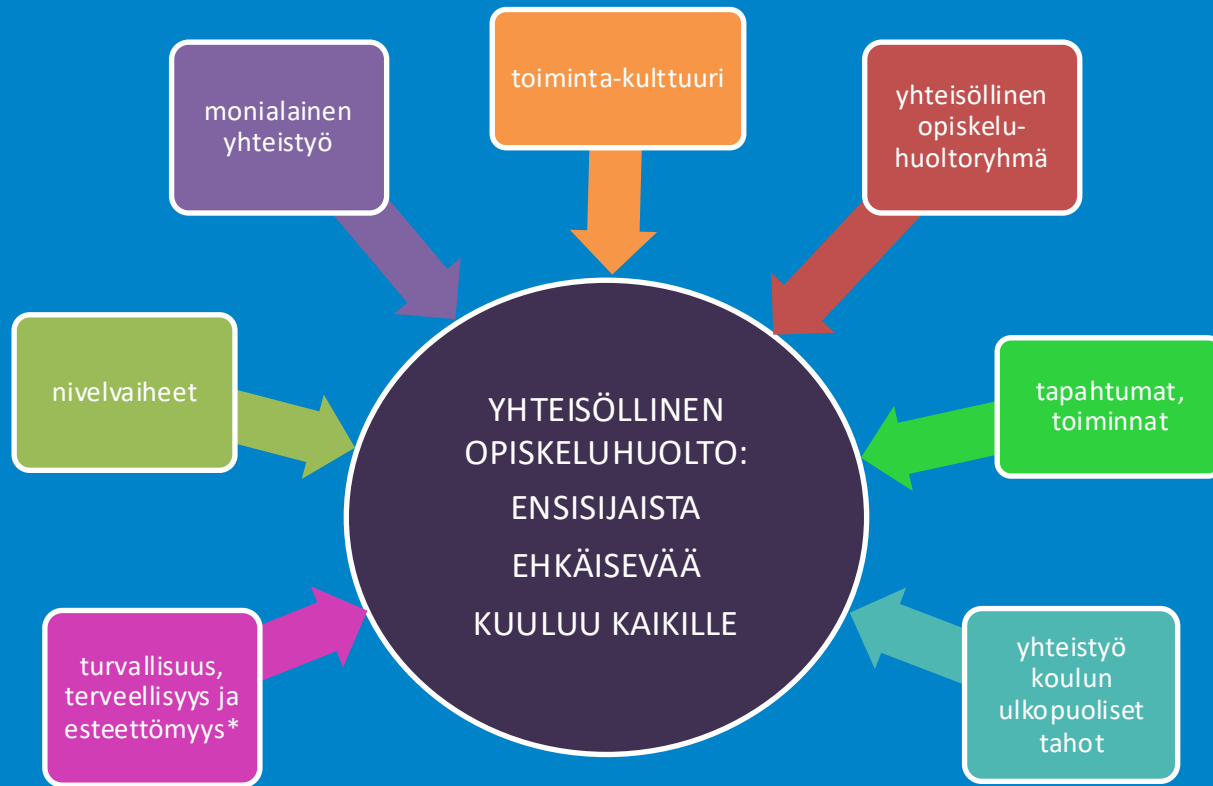 toiminta-kulttuuri
monialainen
yhteistyö
yhteisöllinen
opiskelu-
huoltoryhmä
nivelvaiheet
tapahtumat,
toiminnat
YHTEISÖLLINEN
OPISKELUHUOLTO:
ENSISIJAISTA
EHKÄISEVÄÄ
KUULUU KAIKILLE
turvallisuus,
terveellisyys ja
esteettömyys*
yhteistyö
koulun
ulkopuoliset
tahot